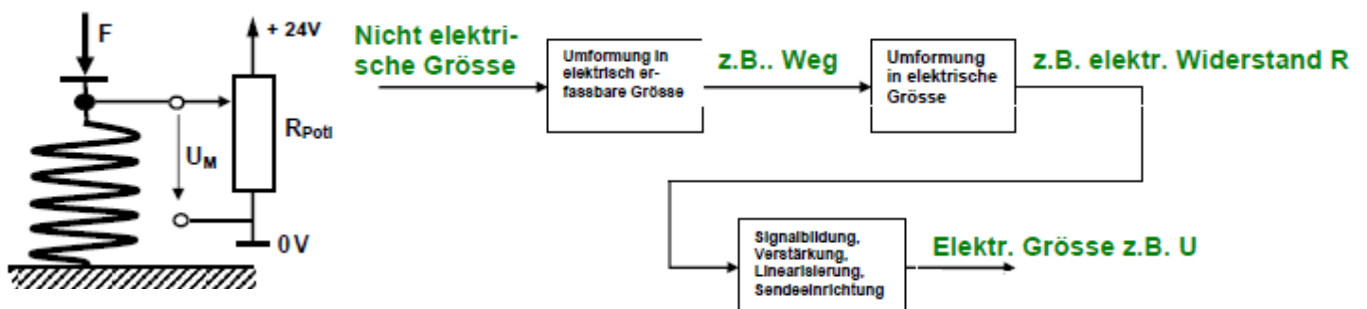 F
+ 24V
R_Poti
U_M
0V
Nicht elektri-
sche Grösse
Umformung in
elektrisch er-
fassbare Grösse
z.B.. Weg
Umformung
in elektrische
Grösse
z.B. elektr. Widerstand R
Signalbildung,
Verstärkung,
Linearisierung,
Sendeeinrichtung
Elektr. Grösse z.B. U